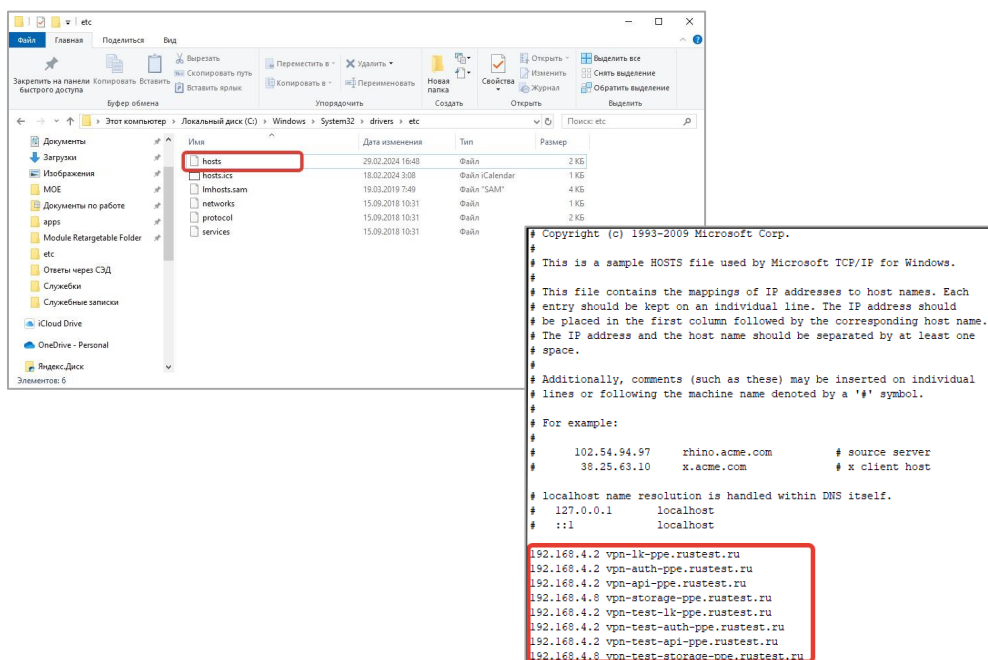 etc
Файл Главная Поделиться Вид
Закрепить на панели быстрого доступа
Копировать
Вставить
Вырезать
Скопировать путь
Вставить ярлык
Буфер обмена
Переместить в
Копировать в
Удалить
Переименовать
Упорядочить
Новая папка
Создать
Свойства
Открыть
Изменить
Журнал
Открыть
Выделить все
Снять выделение
Обратить выделение
Выделить
Этот компьютер > Локальный диск (C:) > Windows > System32 > drivers > etc
Поиск: etc
Документы
Загрузки
Изображения
МОЕ
Документы по работе
apps
Module Retargetable Folder
etc
Ответы через СЭД
Служебки
Служебные записки
iCloud Drive
OneDrive - Personal
Яндекс.Диск
Элементов: 6
Имя Дата изменения Тип Размер
hosts 29.02.2024 16:48 Файл 2 КБ
hosts.ics 18.02.2024 3:08 Файл iCalendar 1 КБ
lmhosts.sam 19.03.2019 7:49 Файл "SAM" 4 КБ
networks 15.09.2018 10:31 Файл 1 КБ
protocol 15.09.2018 10:31 Файл 2 КБ
services 15.09.2018 10:31 Файл
# Copyright (c) 1993-2009 Microsoft Corp.
#
# This is a sample HOSTS file used by Microsoft TCP/IP for Windows.
#
# This file contains the mappings of IP addresses to host names. Each
# entry should be kept on an individual line. The IP address should
# be placed in the first column followed by the corresponding host name.
# The IP address and the host name should be separated by at least one
# space.
#
# Additionally, comments (such as these) may be inserted on individual
# lines or following the machine name denoted by a '#' symbol.
#
# For example:
#
# 102.54.94.97 rhino.acme.com # source server
# 38.25.63.10 x.acme.com # x client host
# localhost name resolution is handled within DNS itself.
# 127.0.0.1 localhost
# ::1 localhost
192.168.4.2 vpn-lk-ppe.rustest.ru
192.168.4.2 vpn-auth-ppe.rustest.ru
192.168.4.2 vpn-api-ppe.rustest.ru
192.168.4.8 vpn-storage-ppe.rustest.ru
192.168.4.2 vpn-test-lk-ppe.rustest.ru
192.168.4.2 vpn-test-auth-ppe.rustest.ru
192.168.4.2 vpn-test-api-ppe.rustest.ru
192.168.4.8 vpn-test-storage-ppe.rustest.ru